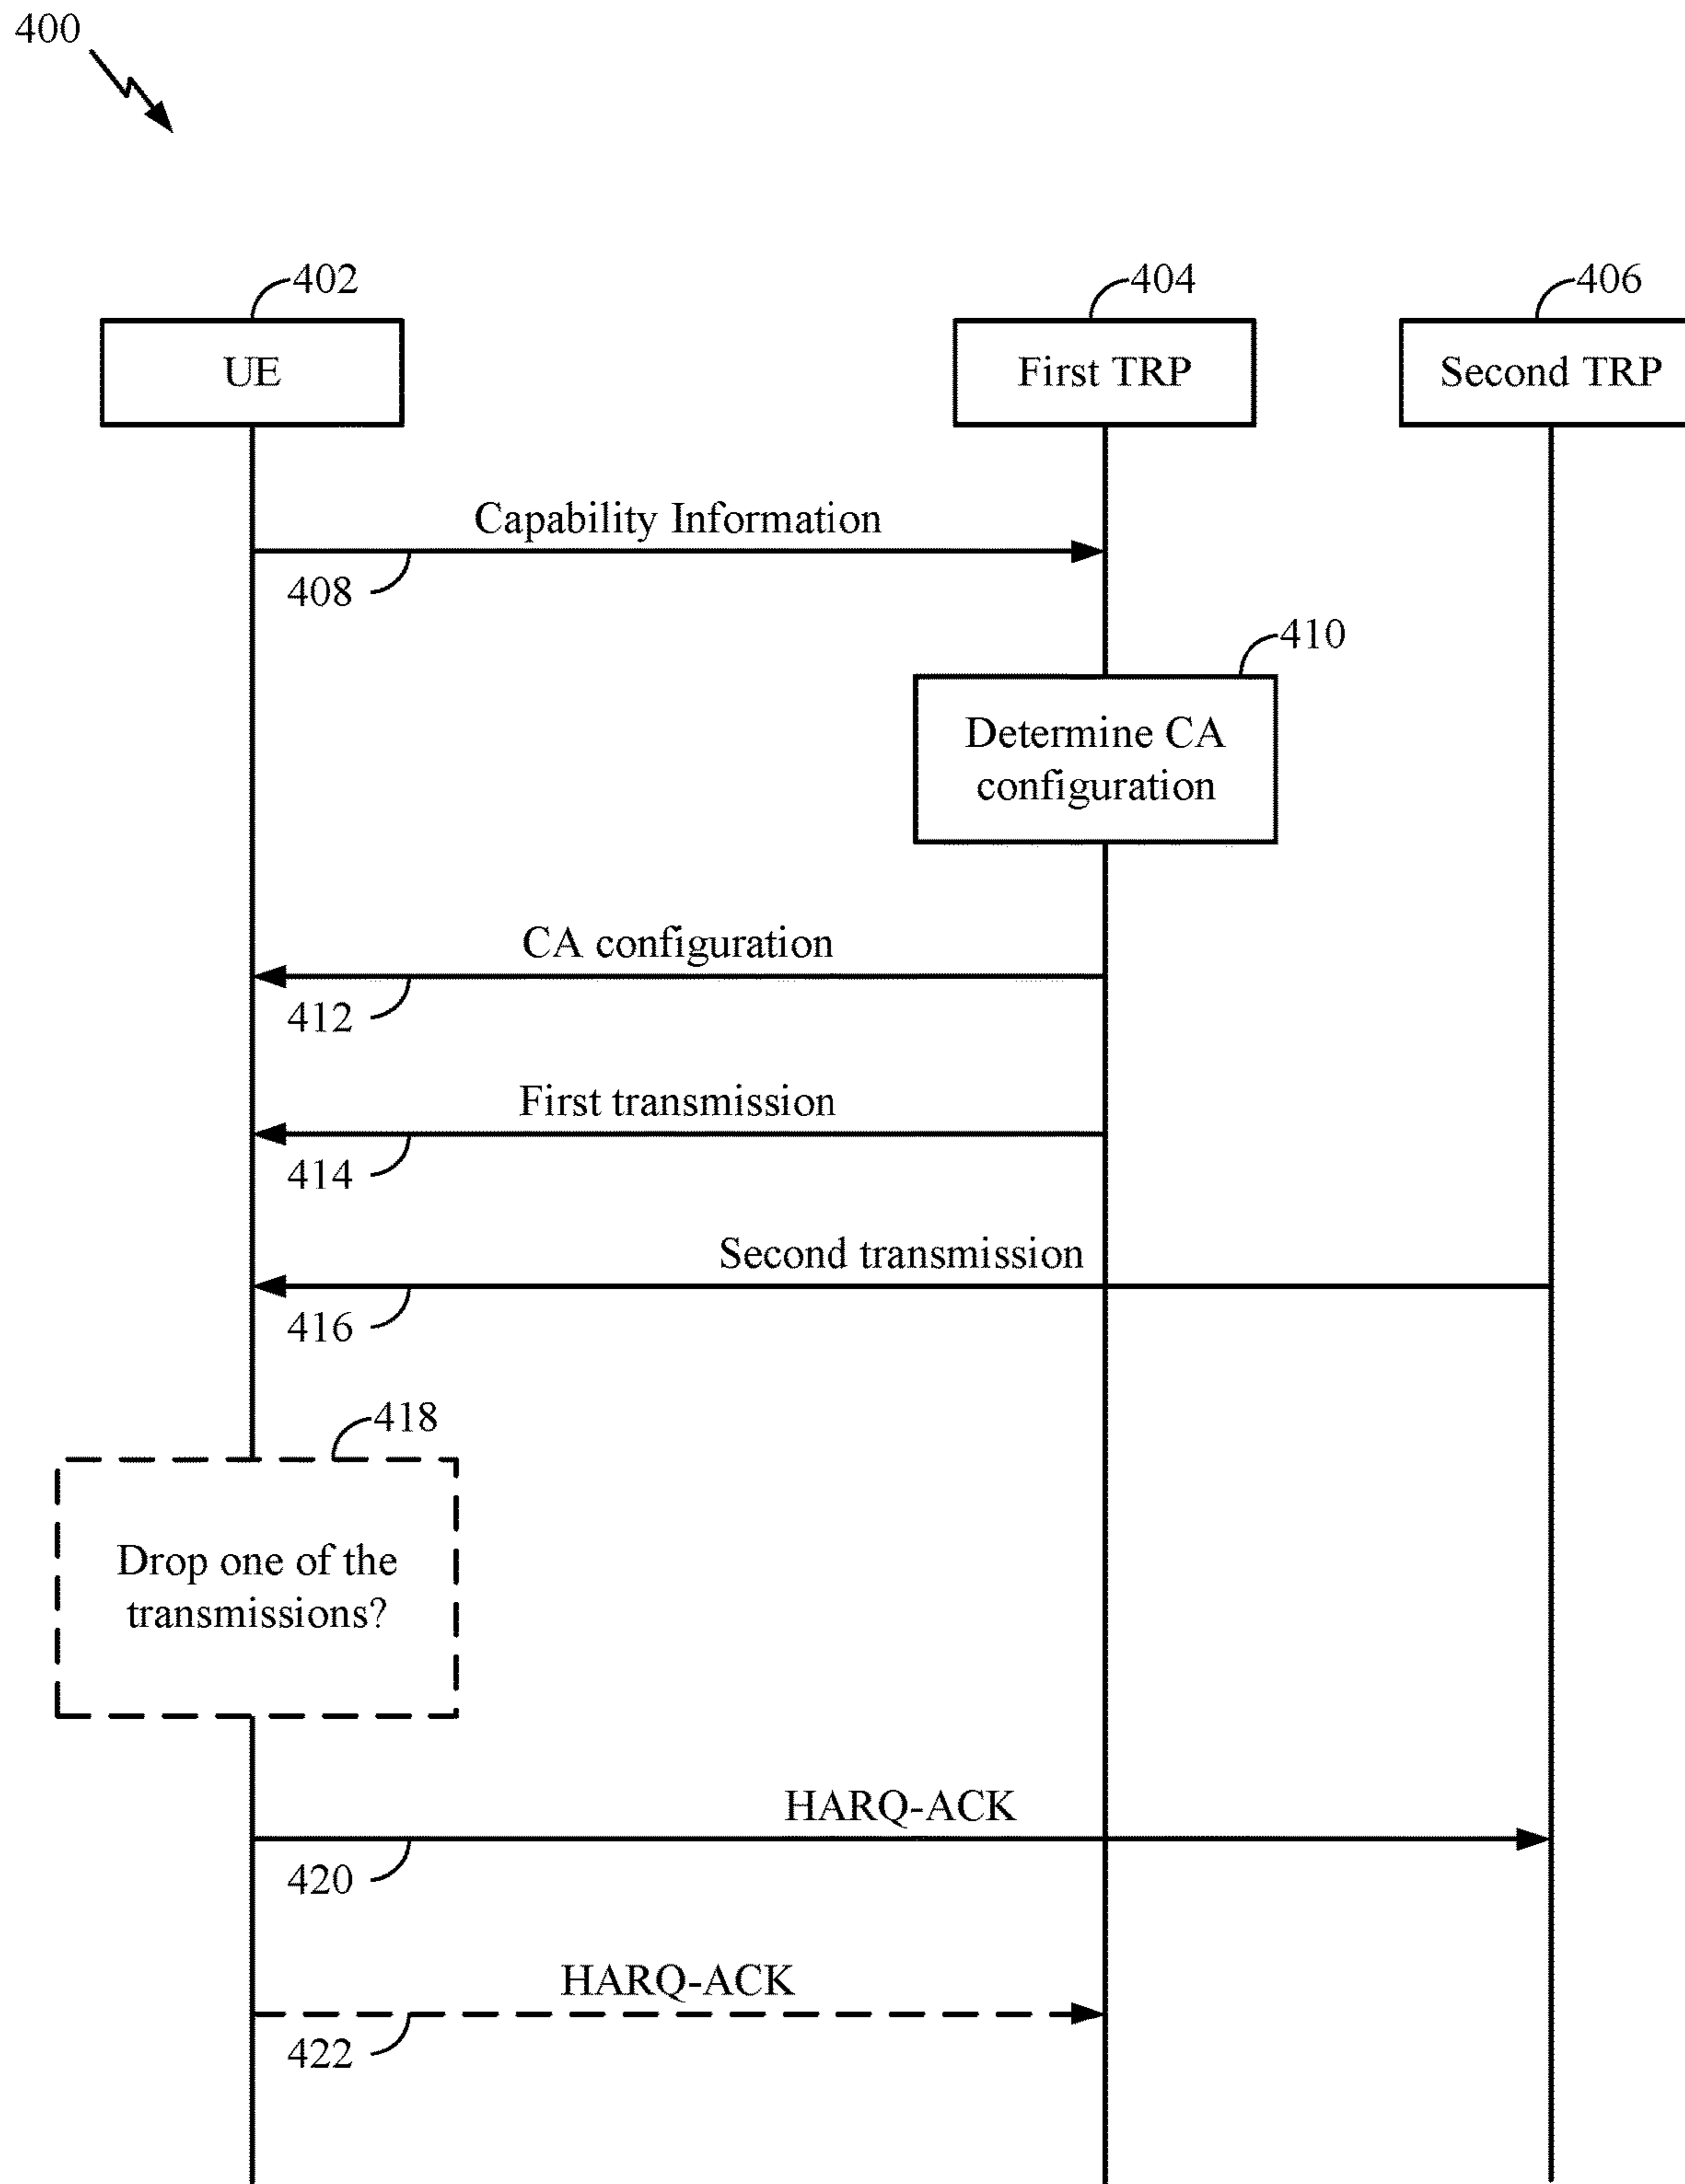 400
402
404
406
UE
First TRP
Second TRP
Capability Information
408
410
Determine CA
configuration
CA configuration
412
First transmission
414
Second transmission
416
418
Drop one of the
transmissions?
HARQ-ACK
420
HARQ-ACK
422